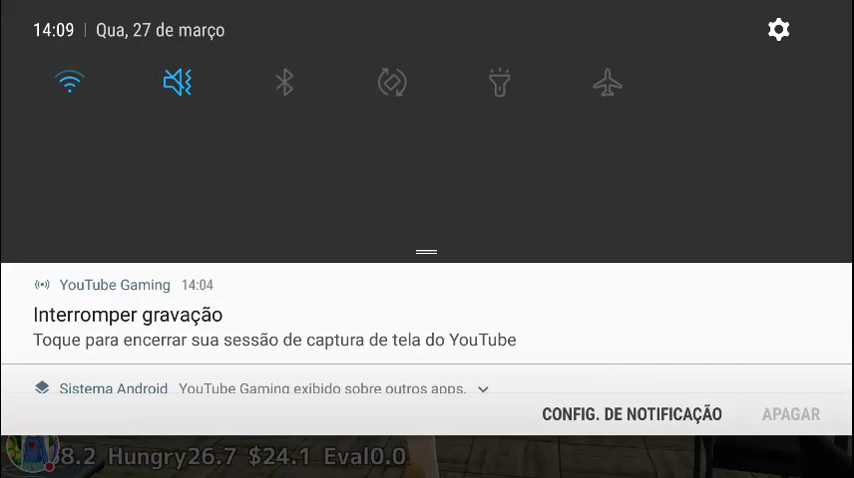 14:09 | Qua, 27 de março
YouTube Gaming 14:04
Interromper gravação
Toque para encerrar sua sessão de captura de tela do YouTube
Sistema Android YouTube Gaming exibido sobre outros apps.
CONFIG. DE NOTIFICAÇÃO APAGAR
8.2 Hungry26.7 $24.1 Eval0.0